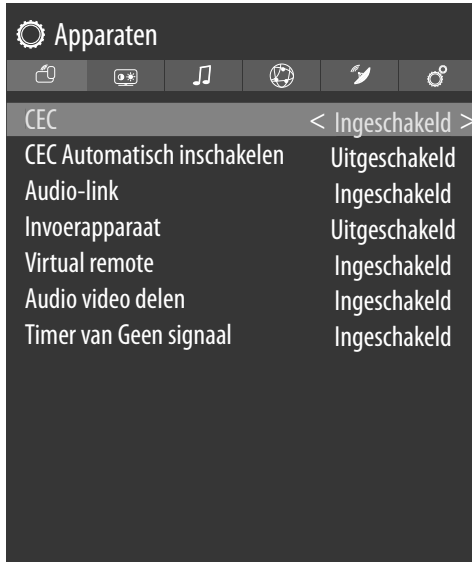 Apparaten
CEC < Ingeschakeld >
CEC Automatisch inschakelen Uitgeschakeld
Audio-link Ingeschakeld
Invoerapparaat Uitgeschakeld
Virtual remote Ingeschakeld
Audio video delen Ingeschakeld
Timer van Geen signaal Ingeschakeld